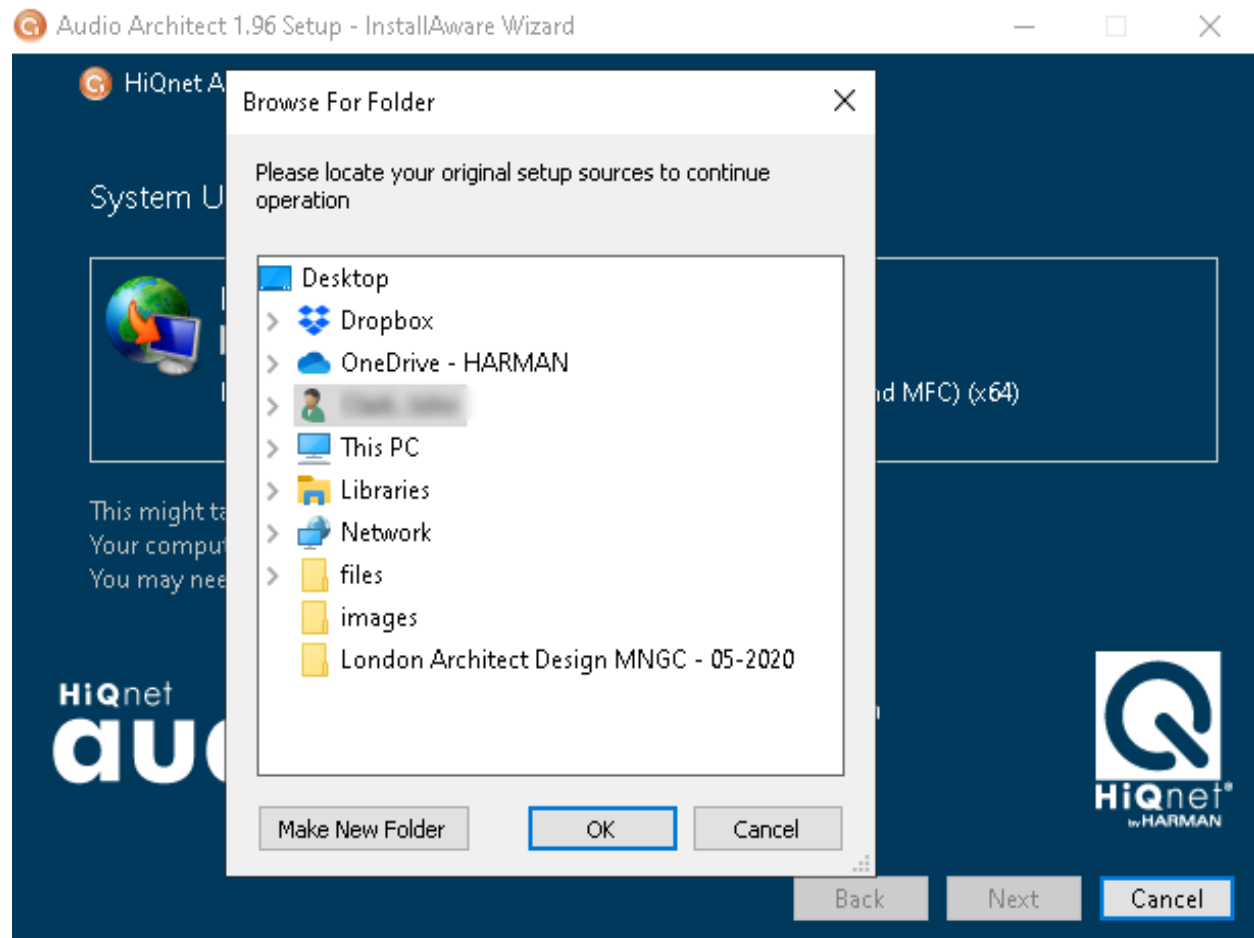 Audio Architect 1.96 Setup - InstallAware Wizard
HiQnet A
Browse For Folder
Please locate your original setup sources to continue
operation
System U
Desktop
Dropbox
OneDrive - HARMAN
This PC
Libraries
Network
files
images
London Architect Design MNGC - 05-2020
nd MFC) (x64)
This might ta
Your comput
You may nee
HiQnet
aud
HiQnet®
by HARMAN
Make New Folder
OK
Cancel
Back
Next
Cancel